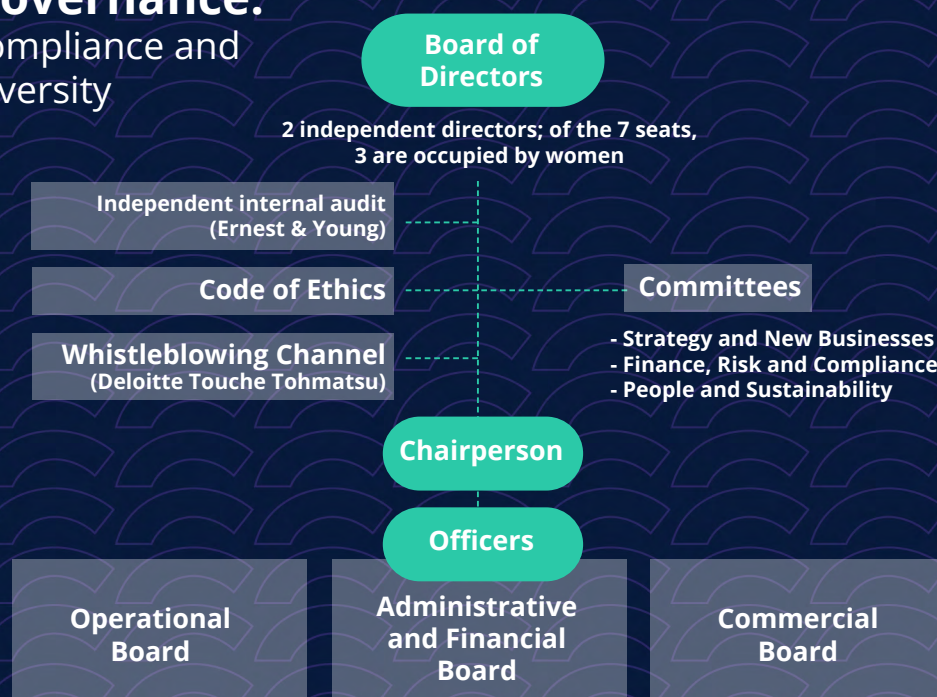 overnance:
ompliance and
versity
Board of
Directors
2 independent directors; of the 7 seats,
3 are occupied by women
Independent internal audit
(Ernest & Young)
Code of Ethics
Whistleblowing Channel
(Deloitte Touche Tohmatsu)
Committees
- Strategy and New Businesses
- Finance, Risk and Compliance
- People and Sustainability
Chairperson
Officers
Operational
Board
Administrative
and Financial
Board
Commercial
Board